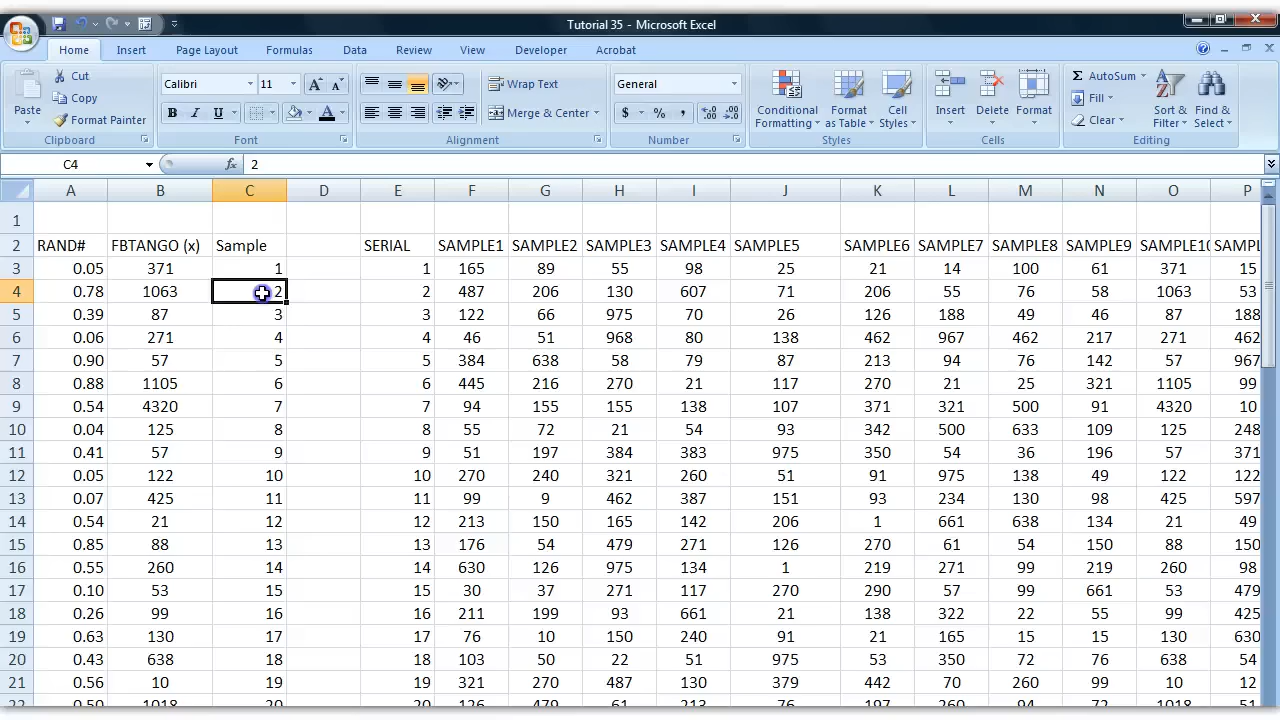 Tutorial 35 - Microsoft Excel
Home Insert Page Layout Formulas Data Review View Developer Acrobat
Paste
Cut
Copy
Format Painter
Clipboard
Calibri 11
B I U
Font
Wrap Text
Merge & Center
Alignment
General
$ % ,
Number
Conditional Formatting
Format as Table
Cell Styles
Styles
Insert
Delete
Format
Cells
AutoSum
Fill
Clear
Sort & Filter
Find & Select
Editing
C4 fx 2
A B C D E F G H I J K L M N O P
1
2 RAND# FBTANGO (x) Sample SERIAL SAMPLE1 SAMPLE2 SAMPLE3 SAMPLE4 SAMPLE5 SAMPLE6 SAMPLE7 SAMPLE8 SAMPLE9 SAMPLE10 SAMPL
3 0.05 371 1 1 165 89 55 98 25 21 14 100 61 371 15
4 0.78 1063 2 2 487 206 130 607 71 206 55 76 58 1063 53
5 0.39 87 3 3 122 66 975 70 26 126 188 49 46 87 188
6 0.06 271 4 4 46 51 968 80 138 462 967 462 217 271 462
7 0.90 57 5 5 384 638 58 79 87 213 94 76 142 57 967
8 0.88 1105 6 6 445 216 270 21 117 270 21 25 321 1105 99
9 0.54 4320 7 7 94 155 155 138 107 371 321 500 91 4320 10
10 0.04 125 8 8 55 72 21 54 93 342 500 633 109 125 248
11 0.41 57 9 9 51 197 384 383 975 350 54 36 196 57 371
12 0.05 122 10 10 270 240 321 260 51 91 975 138 49 122 122
13 0.07 425 11 11 99 9 462 387 151 93 234 130 98 425 597
14 0.54 21 12 12 213 150 165 142 206 1 661 638 134 21 49
15 0.85 88 13 13 176 54 479 271 126 270 61 54 150 88 150
16 0.55 260 14 14 630 126 975 134 1 219 271 99 219 260 98
17 0.10 53 15 15 30 37 271 117 270 290 57 99 661 53 479
18 0.26 99 16 16 211 199 93 661 21 138 322 22 55 99 425
19 0.63 130 17 17 76 10 150 240 91 21 165 15 15 130 630
20 0.43 638 18 18 103 50 22 51 975 53 350 72 76 638 54
21 0.56 10 19 19 321 270 487 130 379 442 70 260 99 10 12
22 0.50 1018 20 20 126 479 61 213 76 197 260 94 72 1018 51